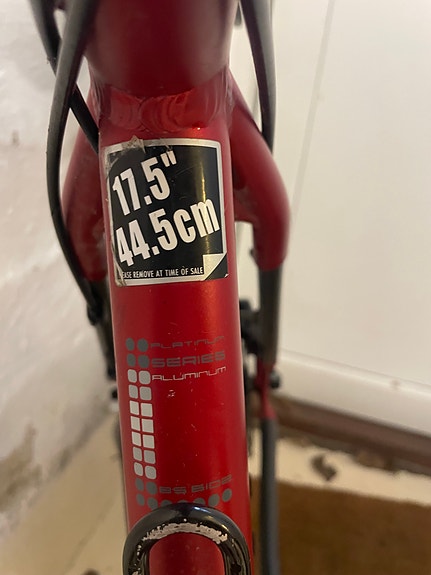 17.5"
44.5cm
EASE REMOVE AT TIME OF SALE
PLATINUM
SERIES
ALUMINUM